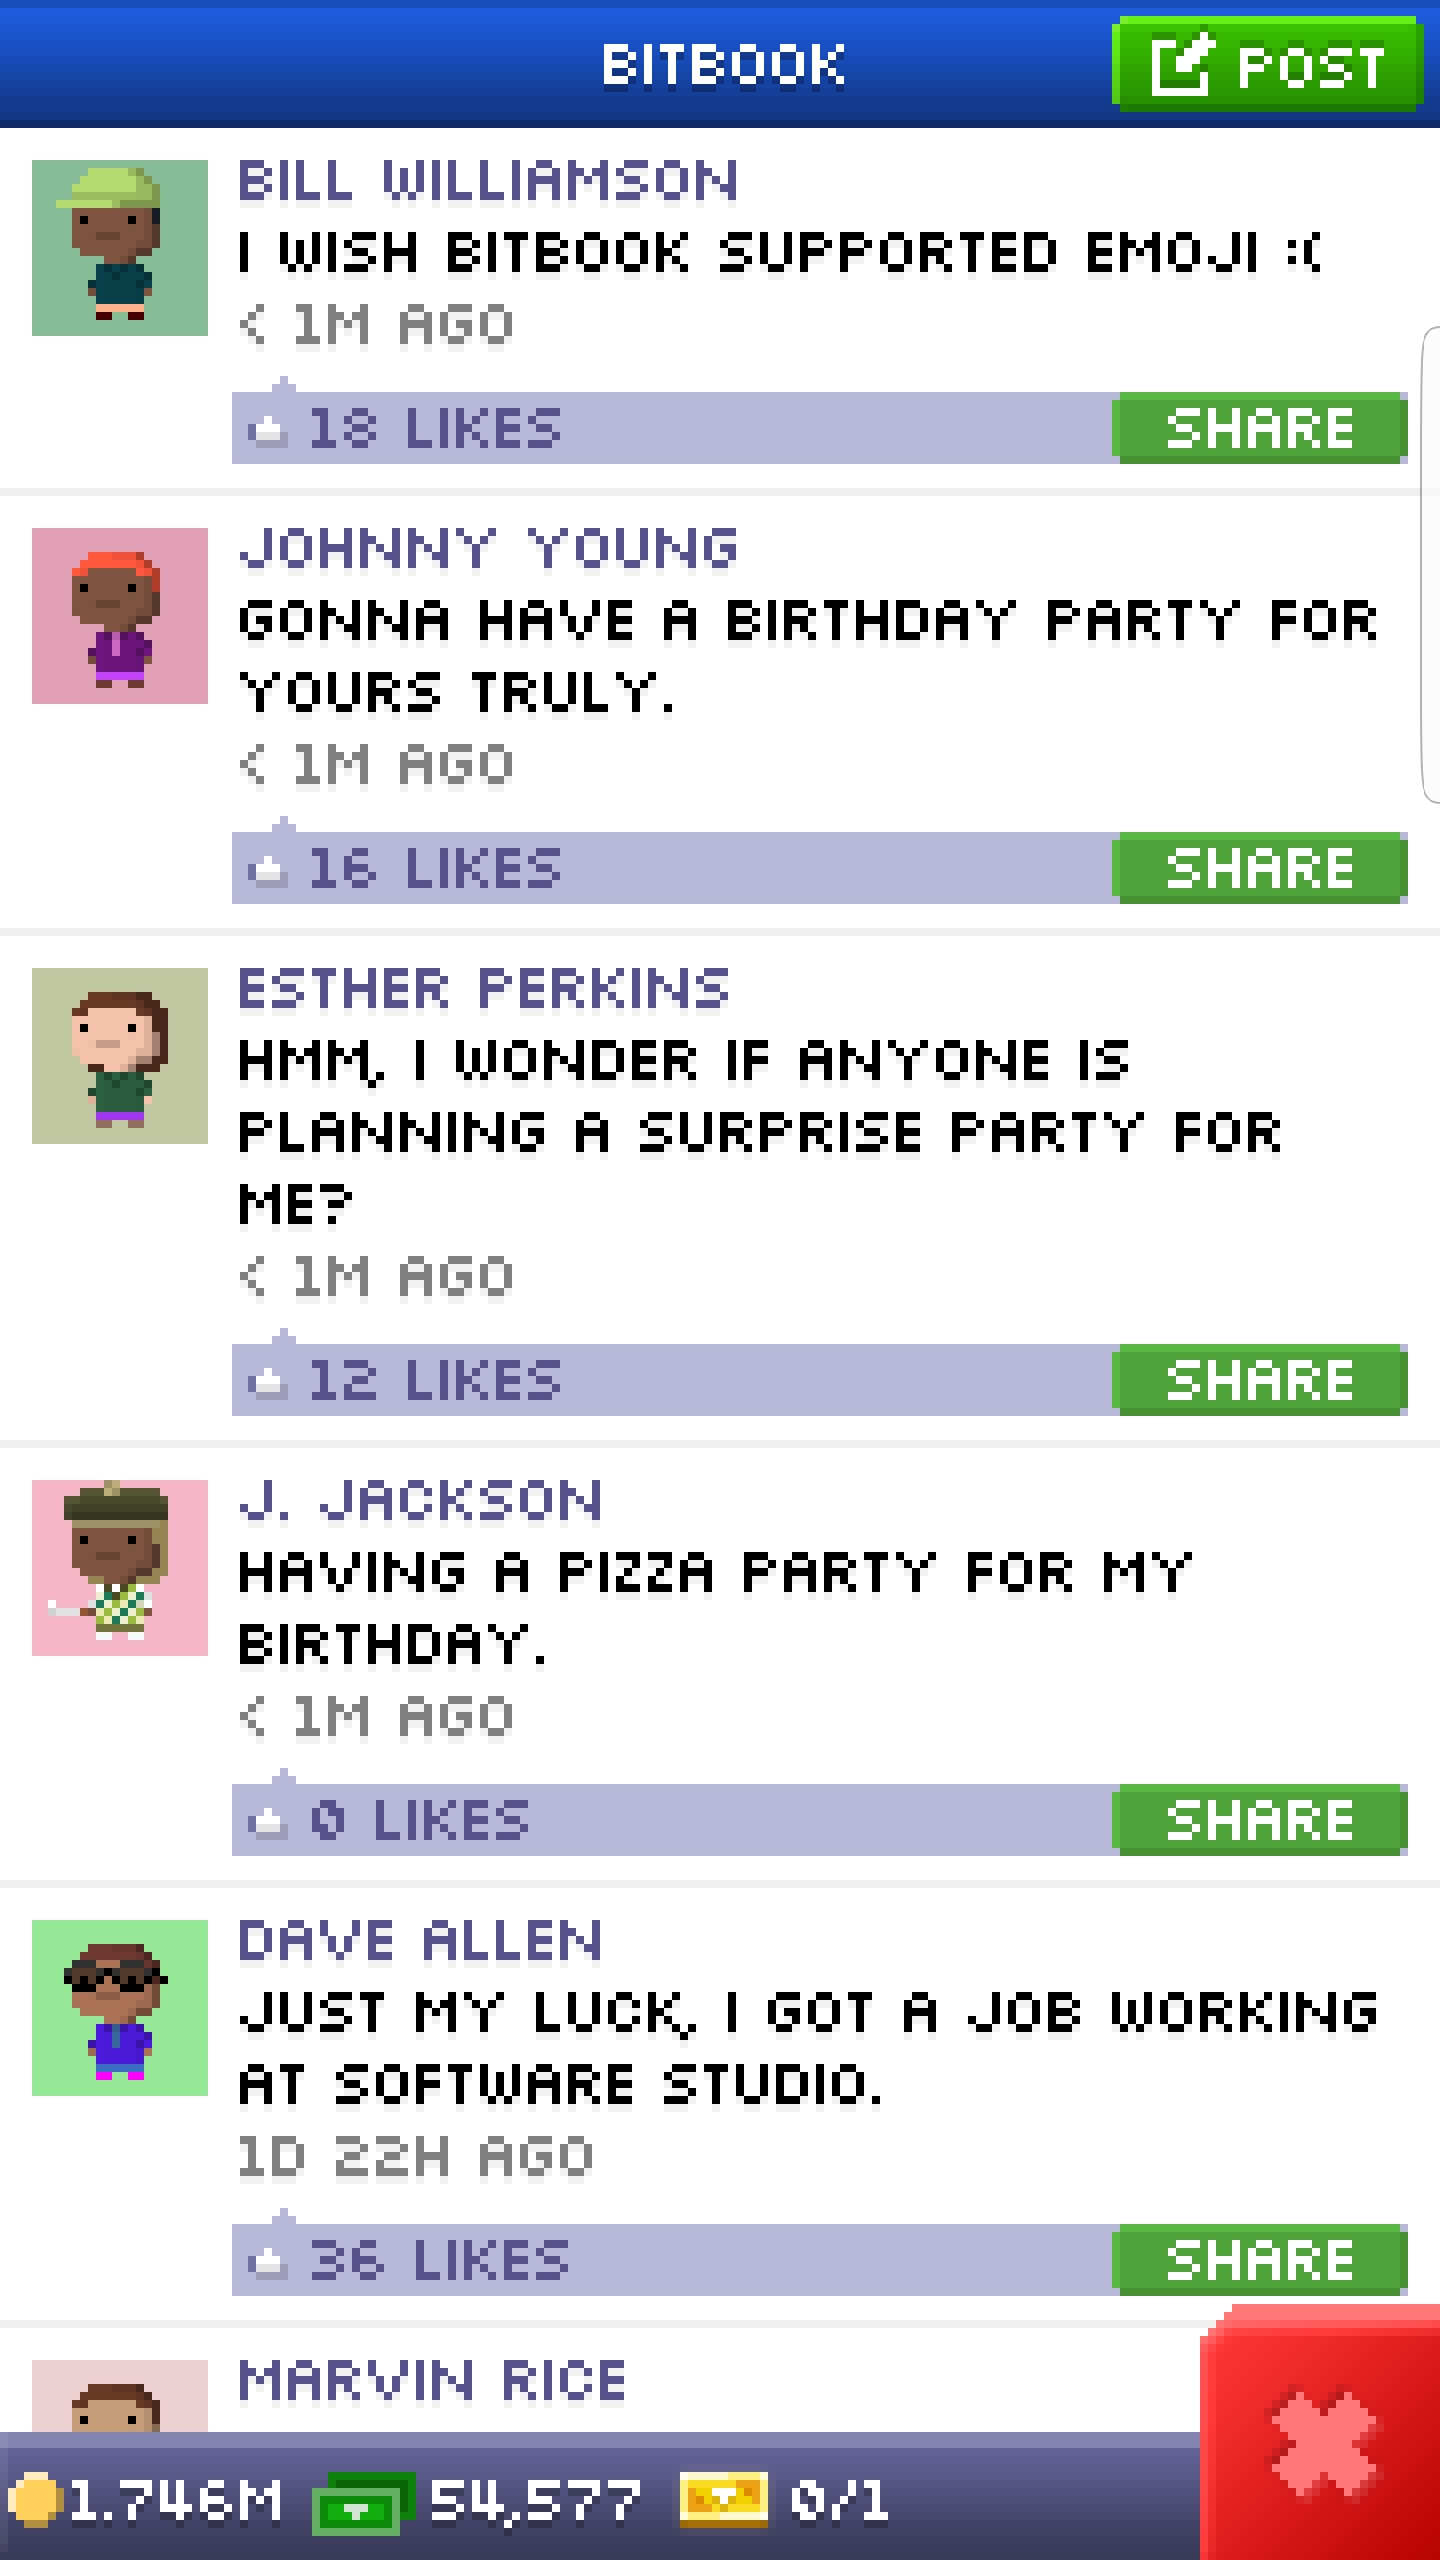 BITBOOK
POST
BILL WILLIAMSON
I WISH BITBOOK SUPPORTED EMOJI :(
< 1M AGO
18 LIKES
SHARE
JOHNNY YOUNG
GONNA HAVE A BIRTHDAY PARTY FOR
YOURS TRULY.
< 1M AGO
16 LIKES
SHARE
ESTHER PERKINS
HMM, I WONDER IF ANYONE IS
PLANNING A SURPRISE PARTY FOR
ME?
< 1M AGO
12 LIKES
SHARE
J. JACKSON
HAVING A PIZZA PARTY FOR MY
BIRTHDAY.
< 1M AGO
0 LIKES
SHARE
DAVE ALLEN
JUST MY LUCK, I GOT A JOB WORKING
AT SOFTWARE STUDIO.
1D 22H AGO
36 LIKES
SHARE
MARVIN RICE
1.746M 54,577 0/1